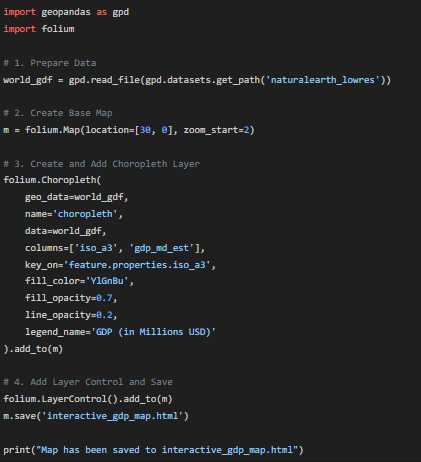 import geopandas as gpd
import folium

# 1. Prepare Data
world_gdf = gpd.read_file(gpd.datasets.get_path('naturalearth_lowres'))

# 2. Create Base Map
m = folium.Map(location=[30, 0], zoom_start=2)

# 3. Create and Add Choropleth Layer
folium.Choropleth(
    geo_data=world_gdf,
    name='choropleth',
    data=world_gdf,
    columns=['iso_a3', 'gdp_md_est'],
    key_on='feature.properties.iso_a3',
    fill_color='YlGnBu',
    fill_opacity=0.7,
    line_opacity=0.2,
    legend_name='GDP (in Millions USD)'
).add_to(m)

# 4. Add Layer Control and Save
folium.LayerControl().add_to(m)
m.save('interactive_gdp_map.html')

print("Map has been saved to interactive_gdp_map.html")